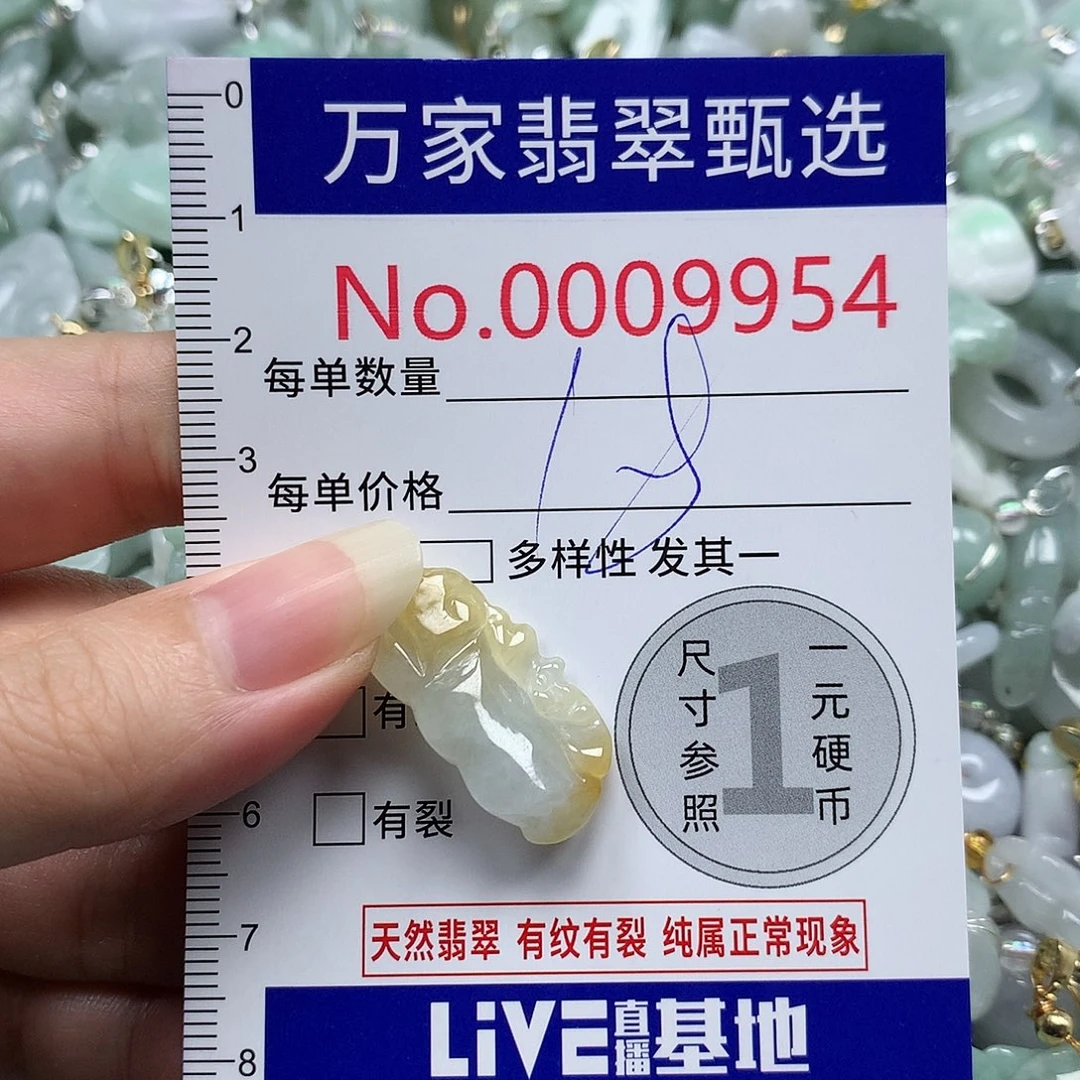 0
万家翡翠甄选
1
No.0009954
2
每单数量
3
每单价格
多样性 发其一
尺寸参照
1
一元硬币
有
6
有裂
7
天然翡翠 有纹有裂 纯属正常现象
LiVE直播基地
8